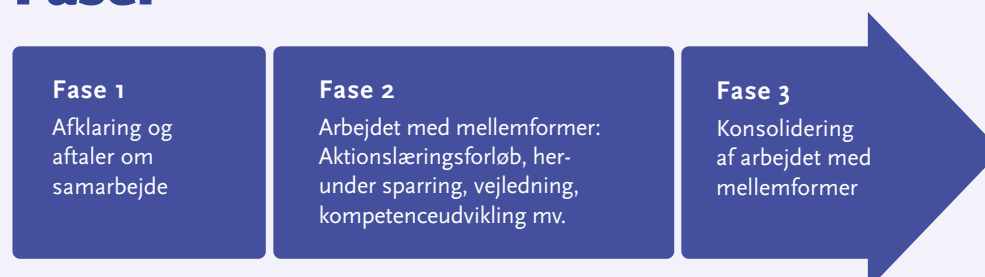 Faser
Fase 1
Afklaring og
aftaler om
samarbejde
Fase 2
Arbejdet med mellemformer:
Aktionslæringsforløb, her-
under sparring, vejledning,
kompetenceudvikling mv.
Fase 3
Konsolidering
af arbejdet med
mellemformer